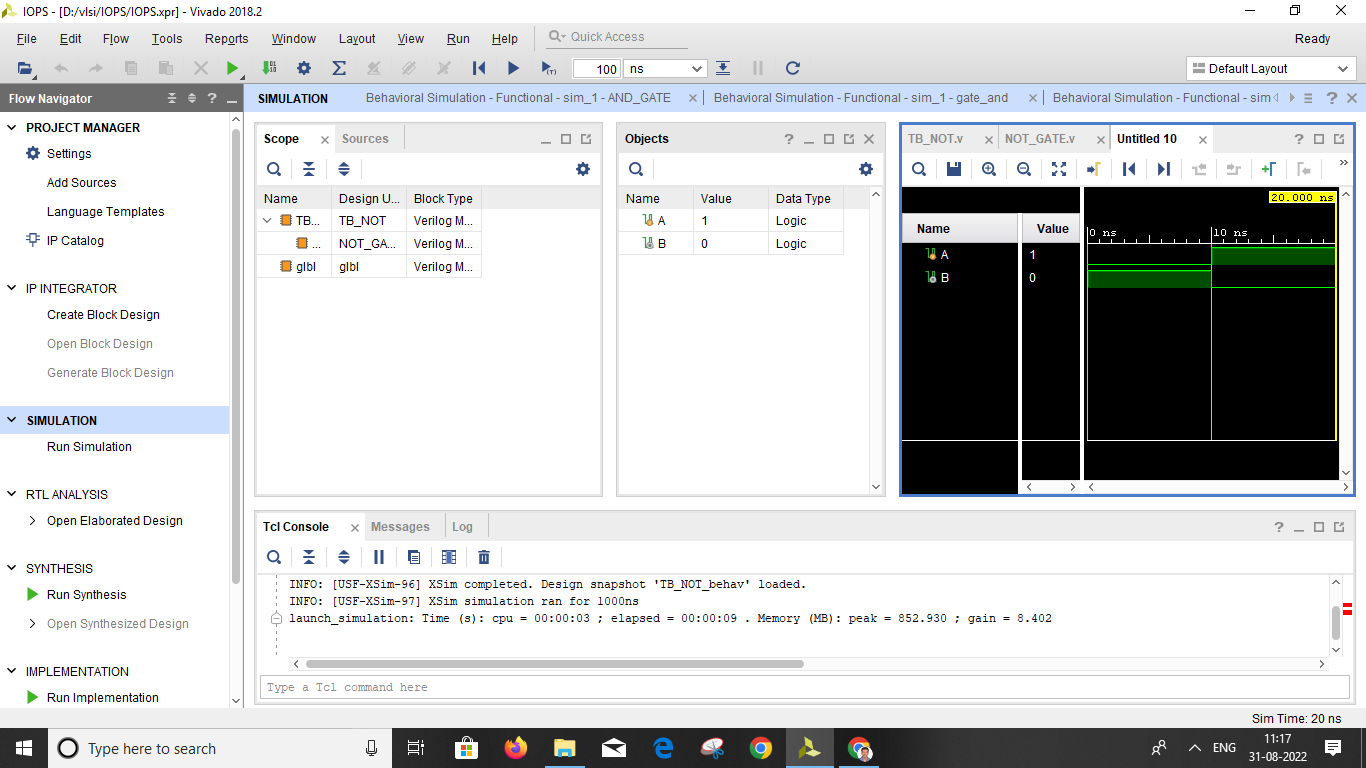 IOPS - [D:/vlsi/IOPS/IOPS.xpr] - Vivado 2018.2
File Edit Flow Tools Reports Window Layout View Run Help Quick Access Ready
100 ns Default Layout
Flow Navigator
SIMULATION Behavioral Simulation - Functional - sim_1 - AND_GATE Behavioral Simulation - Functional - sim_1 - gate_and Behavioral Simulation - Functional - sim
PROJECT MANAGER
Settings
Add Sources
Language Templates
IP Catalog
IP INTEGRATOR
Create Block Design
Open Block Design
Generate Block Design
SIMULATION
Run Simulation
RTL ANALYSIS
Open Elaborated Design
SYNTHESIS
Run Synthesis
Open Synthesized Design
IMPLEMENTATION
Run Implementation
Scope Sources
Name Design U... Block Type
TB... TB_NOT Verilog M...
... NOT_GA... Verilog M...
glbl glbl Verilog M...
Objects
Name Value Data Type
A 1 Logic
B 0 Logic
TB_NOT.v NOT_GATE.v Untitled 10
20.000 ns
Name Value 0 ns 10 ns
A 1
B 0
Tcl Console Messages Log
INFO: [USF-XSim-96] XSim completed. Design snapshot 'TB_NOT_behav' loaded.
INFO: [USF-XSim-97] XSim simulation ran for 1000ns
launch_simulation: Time (s): cpu = 00:00:03 ; elapsed = 00:00:09 . Memory (MB): peak = 852.930 ; gain = 8.402
Type a Tcl command here
Sim Time: 20 ns
Type here to search
ENG
11:17
31-08-2022